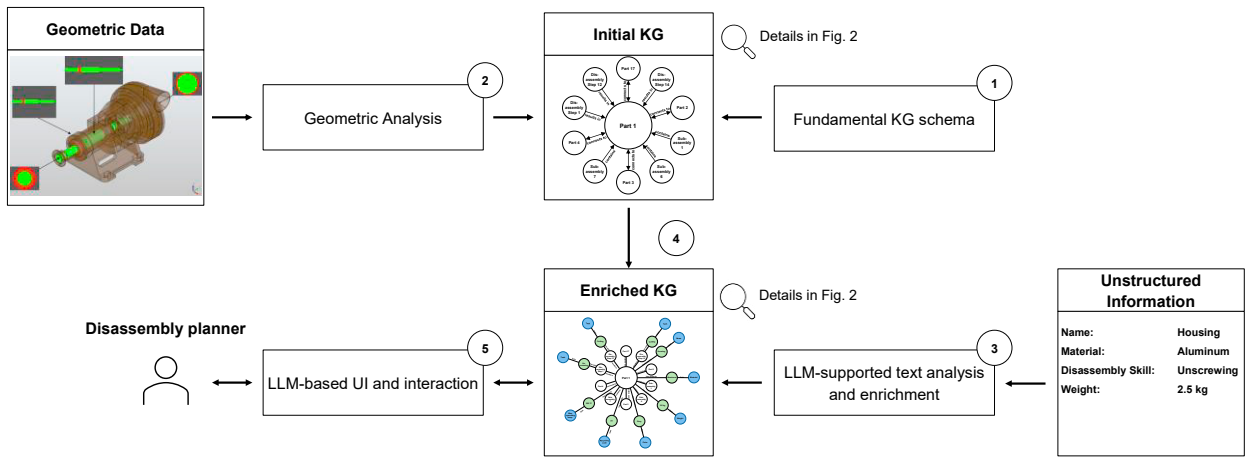 Geometric Data
2
Geometric Analysis
Initial KG
Part 17
Dis-
assembly
Step 14
Part 2
Sub-
assembly
1
Sub-
assembly
6
Part 3
Sub-
assembly
7
Part 4
Dis-
assembly
Step 12
Part 1
Details in Fig. 2
1
Fundamental KG schema
4
Enriched KG
Details in Fig. 2
Disassembly planner
5
LLM-based UI and interaction
3
LLM-supported text analysis
and enrichment
Unstructured
Information
Name: Housing
Material: Aluminum
Disassembly Skill: Unscrewing
Weight: 2.5 kg